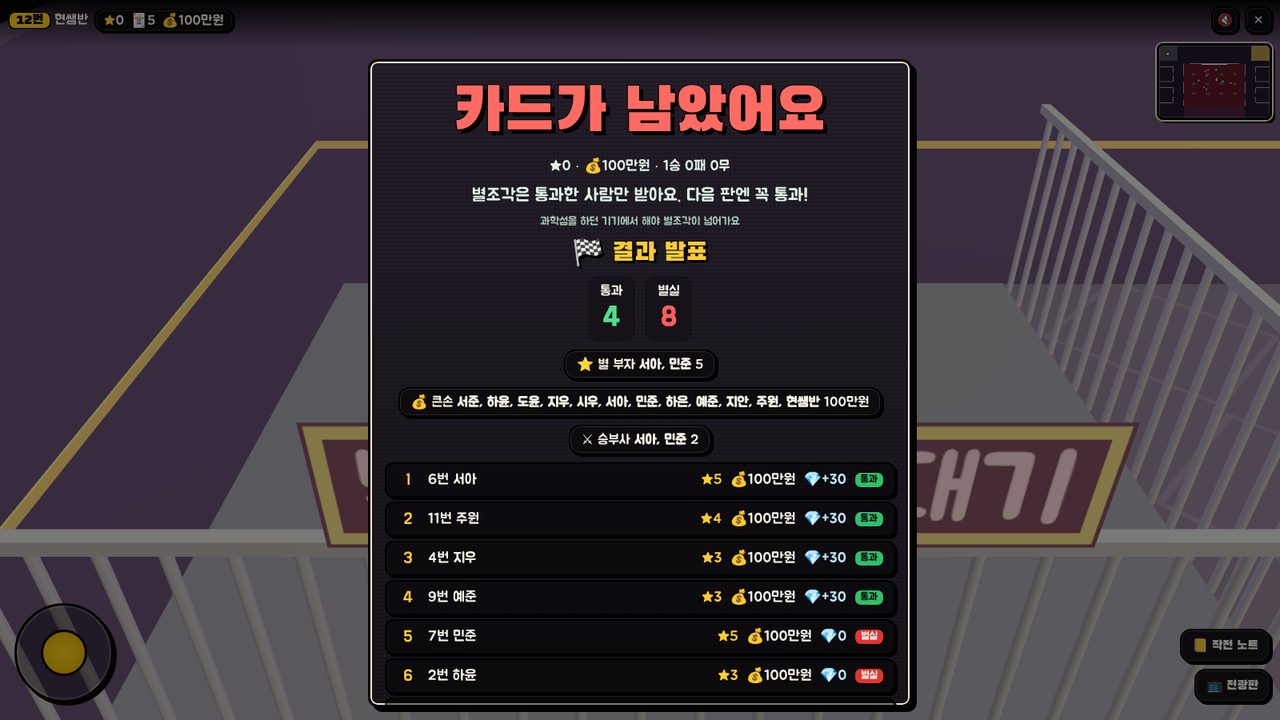 12번 현쌤반 ★0 🃏5 💰100만원
카드가 남았어요
★0 · 💰100만원 · 1승 0패 0무
별조각은 통과한 사람만 받아요. 다음 판엔 꼭 통과!
과학섬을 하던 기기에서 해야 별조각이 넘어가요
🏁 결과 발표
통과 별실
4 8
⭐ 별 부자 서아, 민준 5
💰 큰손 서준, 하윤, 도윤, 지우, 시우, 서아, 민준, 하은, 예준, 지안, 주원, 현쌤반 100만원
⚔ 승부사 서아, 민준 2
1 6번 서아 ★5 💰100만원 💎+30 통과
2 11번 주원 ★4 💰100만원 💎+30 통과
3 4번 지우 ★3 💰100만원 💎+30 통과
4 9번 예준 ★3 💰100만원 💎+30 통과
5 7번 민준 ★5 💰100만원 💎0 별실
6 2번 하윤 ★3 💰100만원 💎0 별실
대기
📒 작전 노트
📺 전광판